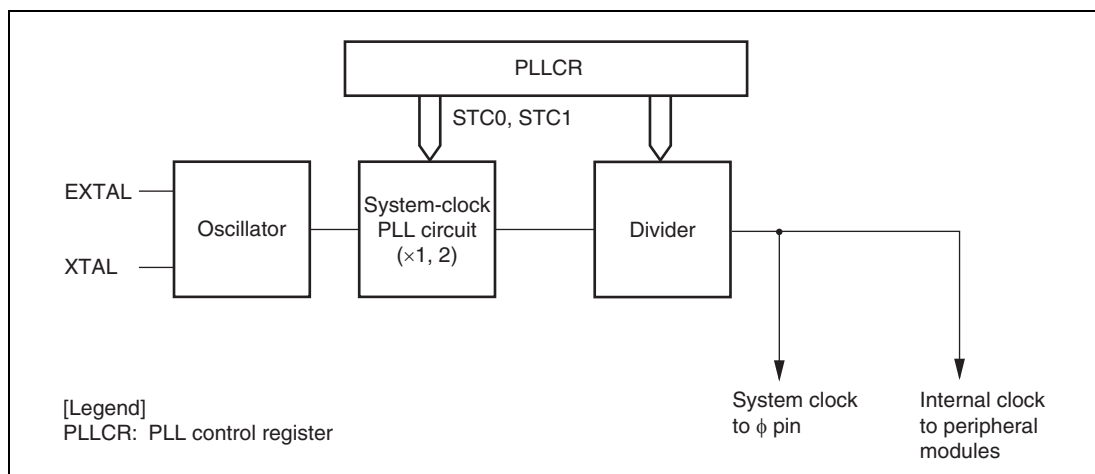 PLLCR
STC0, STC1
EXTAL
XTAL
Oscillator
System-clock
PLL circuit
(×1, 2)
Divider
System clock
to ϕ pin
Internal clock
to peripheral
modules
[Legend]
PLLCR: PLL control register